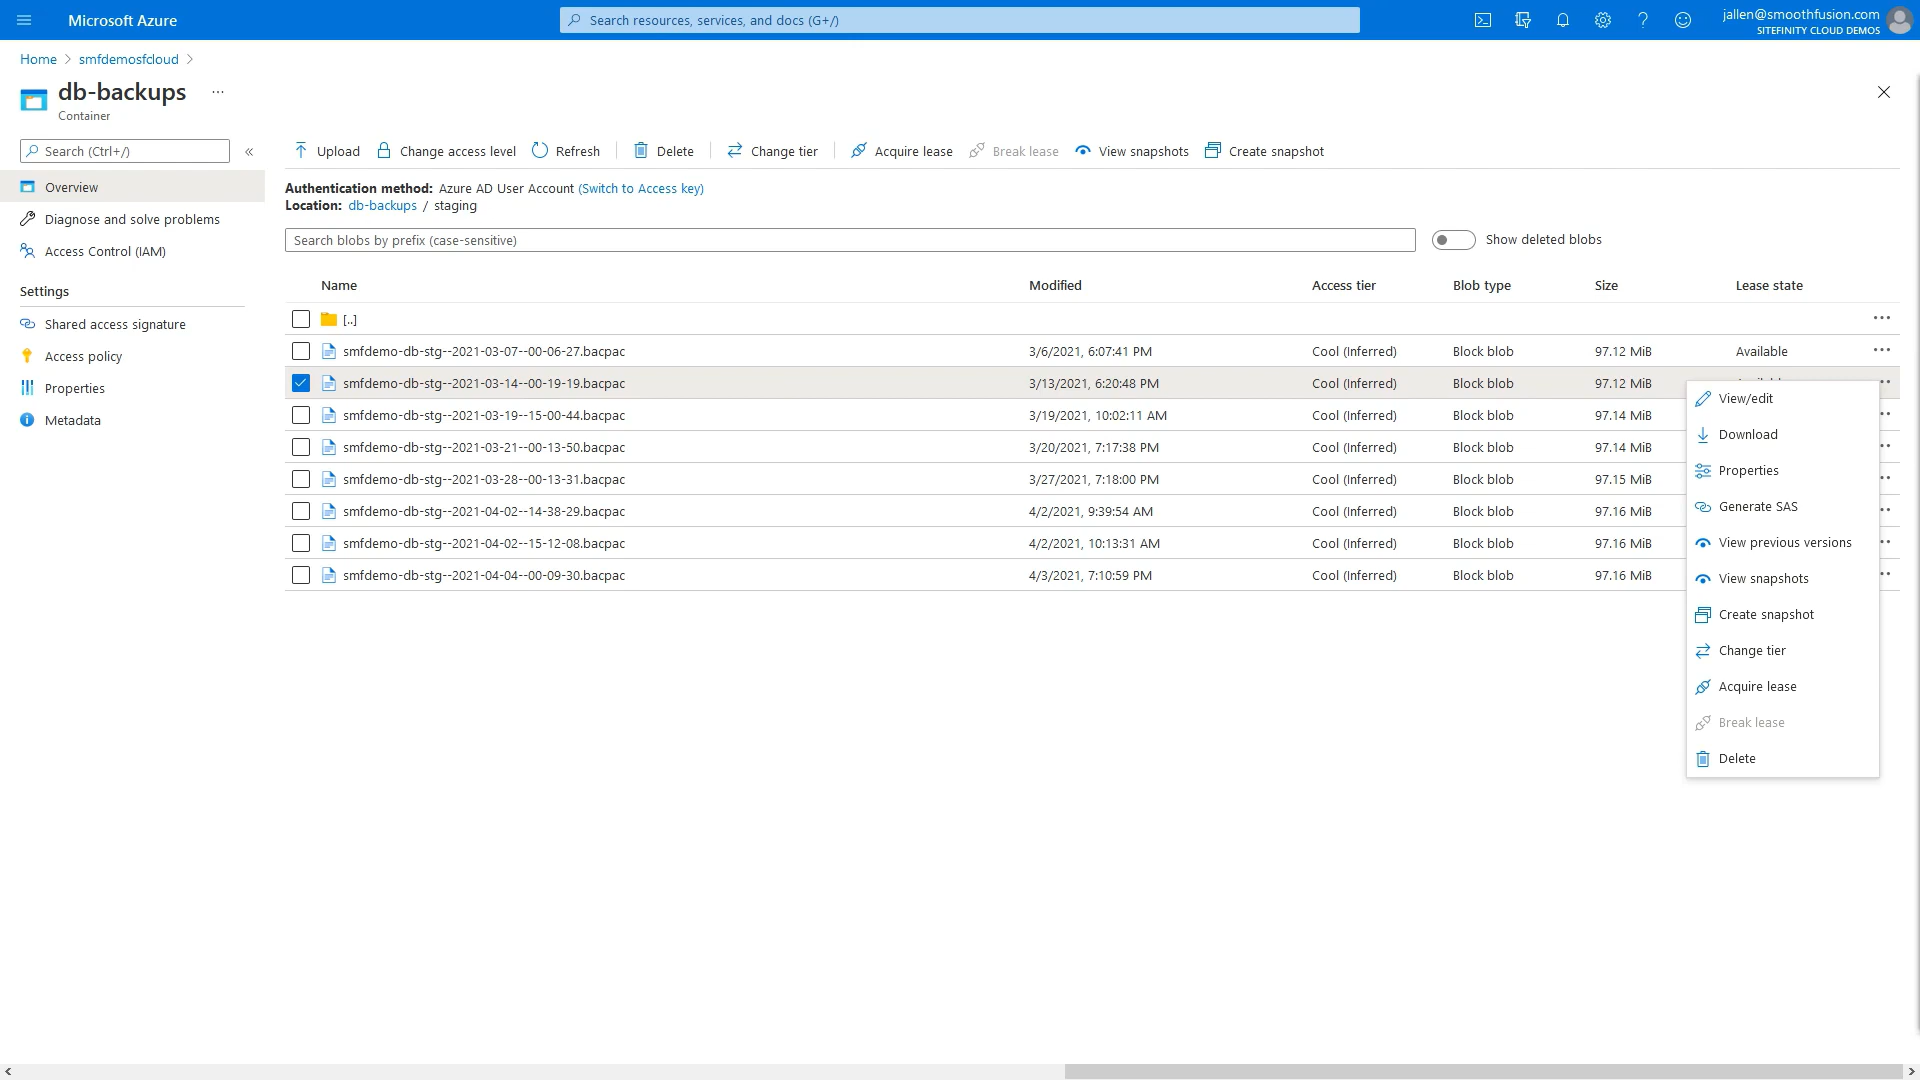 Microsoft Azure
Search resources, services, and docs (G+/)
jallen@smoothfusion.com
SITEFINITY CLOUD DEMOS
Home > smfdemosfcloud >
db-backups ...
Container
Search (Ctrl+/) «
Overview
Diagnose and solve problems
Access Control (IAM)
Settings
Shared access signature
Access policy
Properties
Metadata
Upload Change access level Refresh Delete Change tier Acquire lease Break lease View snapshots Create snapshot
Authentication method: Azure AD User Account (Switch to Access key)
Location: db-backups / staging
Search blobs by prefix (case-sensitive) Show deleted blobs
Name Modified Access tier Blob type Size Lease state
[..]
smfdemo-db-stg--2021-03-07--00-06-27.bacpac 3/6/2021, 6:07:41 PM Cool (Inferred) Block blob 97.12 MiB Available
smfdemo-db-stg--2021-03-14--00-19-19.bacpac 3/13/2021, 6:20:48 PM Cool (Inferred) Block blob 97.12 MiB
smfdemo-db-stg--2021-03-19--15-00-44.bacpac 3/19/2021, 10:02:11 AM Cool (Inferred) Block blob 97.14 MiB
smfdemo-db-stg--2021-03-21--00-13-50.bacpac 3/20/2021, 7:17:38 PM Cool (Inferred) Block blob 97.14 MiB
smfdemo-db-stg--2021-03-28--00-13-31.bacpac 3/27/2021, 7:18:00 PM Cool (Inferred) Block blob 97.15 MiB
smfdemo-db-stg--2021-04-02--14-38-29.bacpac 4/2/2021, 9:39:54 AM Cool (Inferred) Block blob 97.16 MiB
smfdemo-db-stg--2021-04-02--15-12-08.bacpac 4/2/2021, 10:13:31 AM Cool (Inferred) Block blob 97.16 MiB
smfdemo-db-stg--2021-04-04--00-09-30.bacpac 4/3/2021, 7:10:59 PM Cool (Inferred) Block blob 97.16 MiB
View/edit
Download
Properties
Generate SAS
View previous versions
View snapshots
Create snapshot
Change tier
Acquire lease
Break lease
Delete